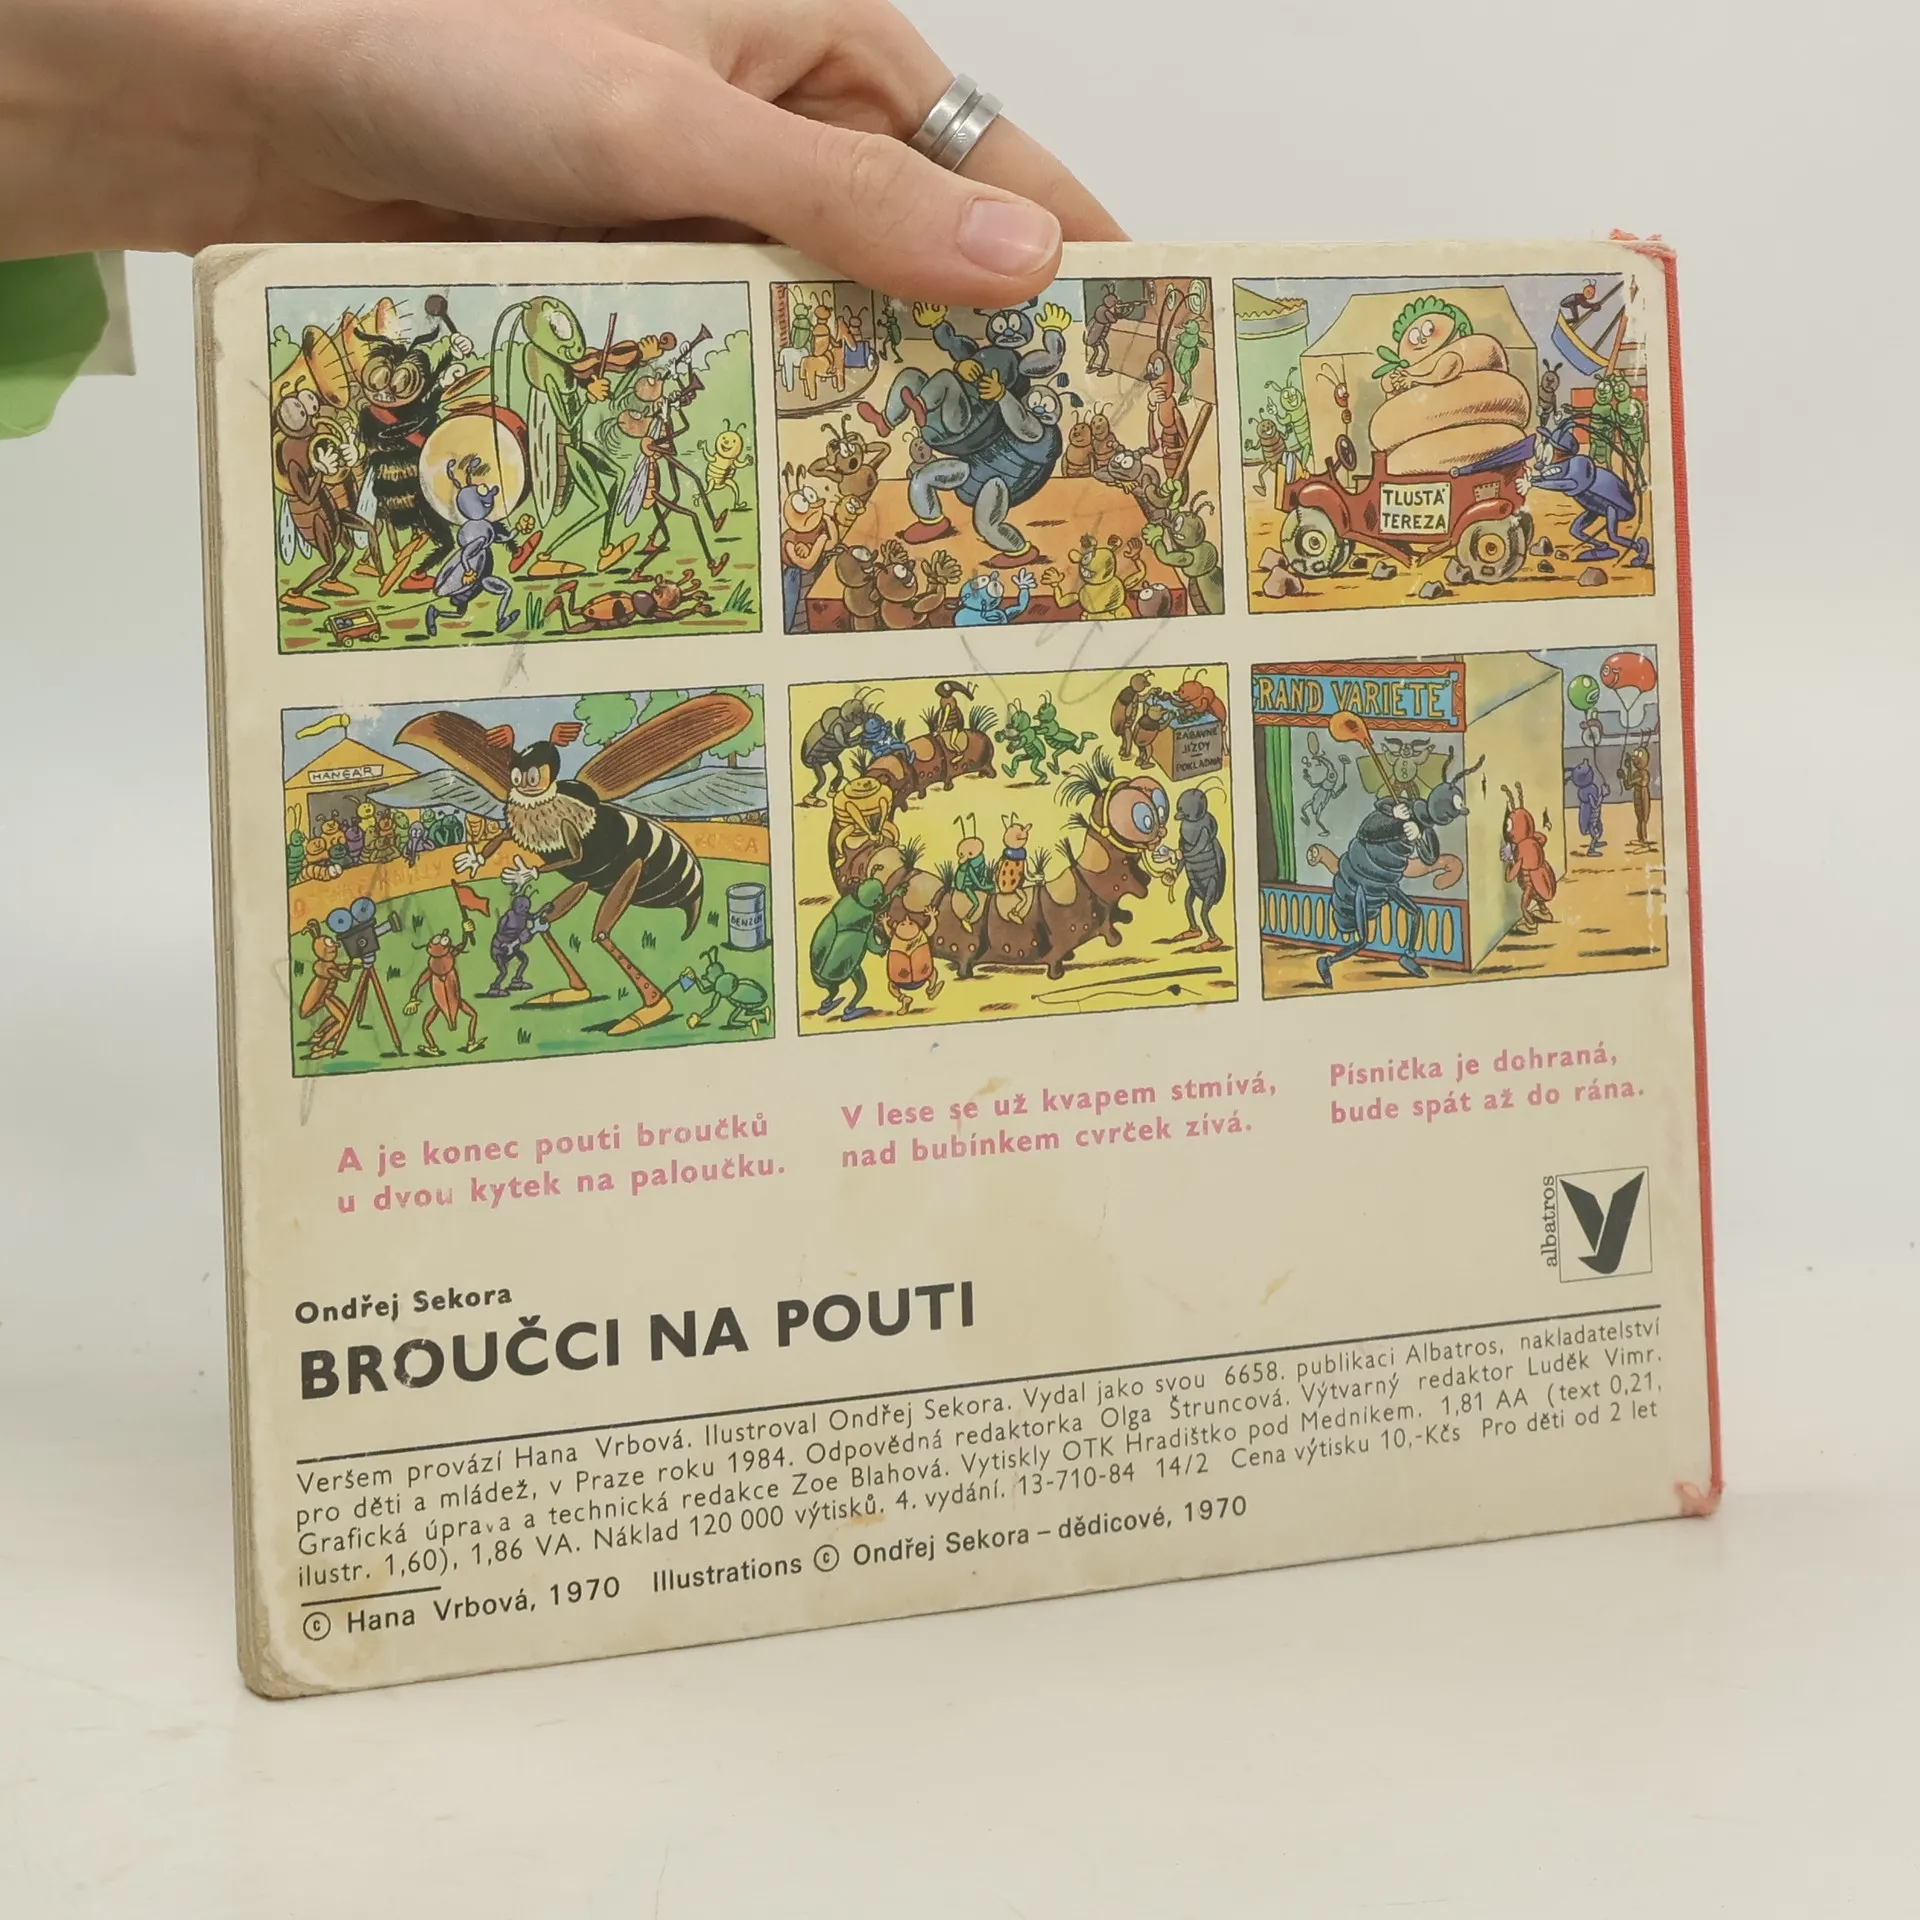 TLUSTÁ
TEREZA
HANGAR
BENZIN
ZÁBAVNÉ
JÍZDY
POKLADNA
RAND VARIETÉ
A je konec pouti broučků
u dvou kytek na paloučku.
V lese se už kvapem stmívá,
nad bubínkem cvrček zívá.
Písnička je dohraná,
bude spát až do rána.
albatros
Ondřej Sekora
BROUČCI NA POUTI
Veršem provází Hana Vrbová. Ilustroval Ondřej Sekora. Vydal jako svou 6658. publikaci Albatros, nakladatelství
pro děti a mládež, v Praze roku 1984. Odpovědná redaktorka Olga Štruncová. Výtvarný redaktor Luděk Vimr.
Grafická úprava a technická redakce Zoe Blahová. Vytiskly OTK Hradištko pod Medníkem. 1,81 AA (text 0,21,
ilustr. 1,60), 1,86 VA. Náklad 120 000 výtisků. 4. vydání. 13-710-84 14/2 Cena výtisku 10,-Kčs Pro děti od 2 let
© Hana Vrbová, 1970 Illustrations © Ondřej Sekora – dědicové, 1970